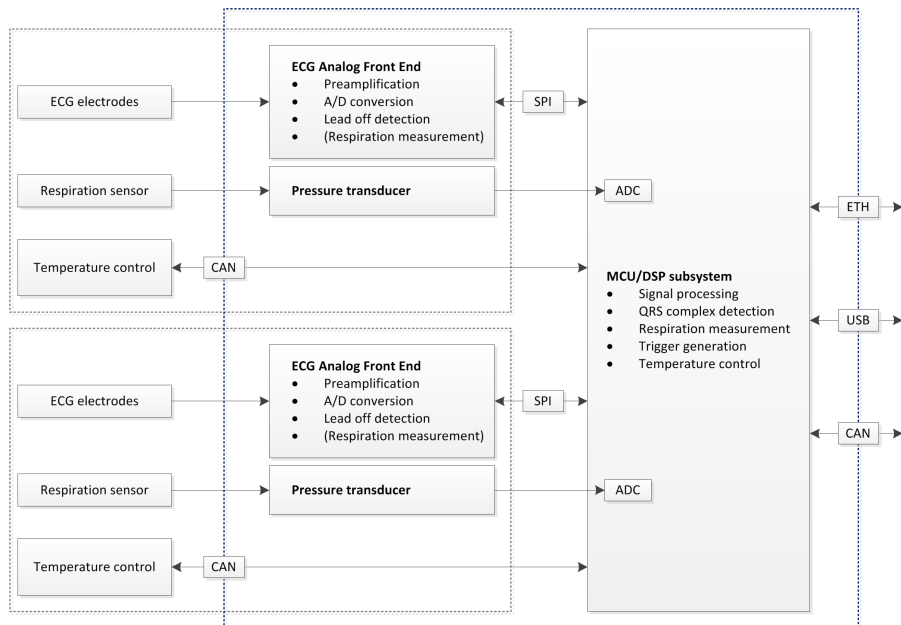 ECG Analog Front End
• Preamplification
• A/D conversion
• Lead off detection
• (Respiration measurement)
ECG electrodes
SPI
Respiration sensor
Pressure transducer
ADC
ETH
Temperature control
CAN
MCU/DSP subsystem
• Signal processing
• QRS complex detection
• Respiration measurement
• Trigger generation
• Temperature control
USB
ECG Analog Front End
• Preamplification
• A/D conversion
• Lead off detection
• (Respiration measurement)
ECG electrodes
SPI
CAN
Respiration sensor
Pressure transducer
ADC
Temperature control
CAN